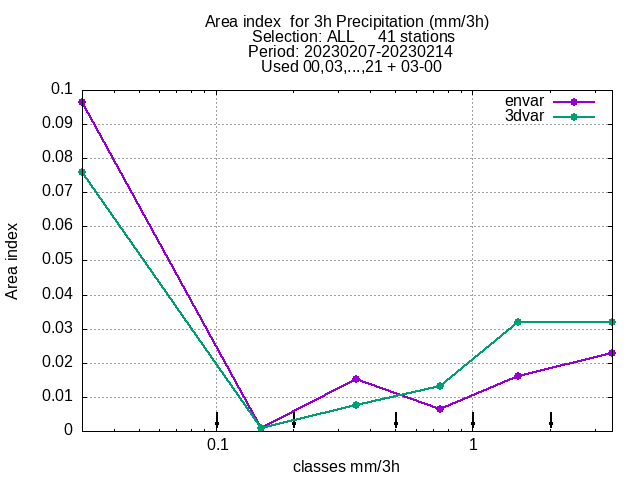 Area index  for 3h Precipitation (mm/3h)
Selection: ALL     41 stations
Period: 20230207-20230214
Used 00,03,...,21 + 03-00
envar
3dvar
0.1
0.09
0.08
0.07
0.06
0.05
0.04
0.03
0.02
0.01
0
Area index
0.1
1
classes mm/3h